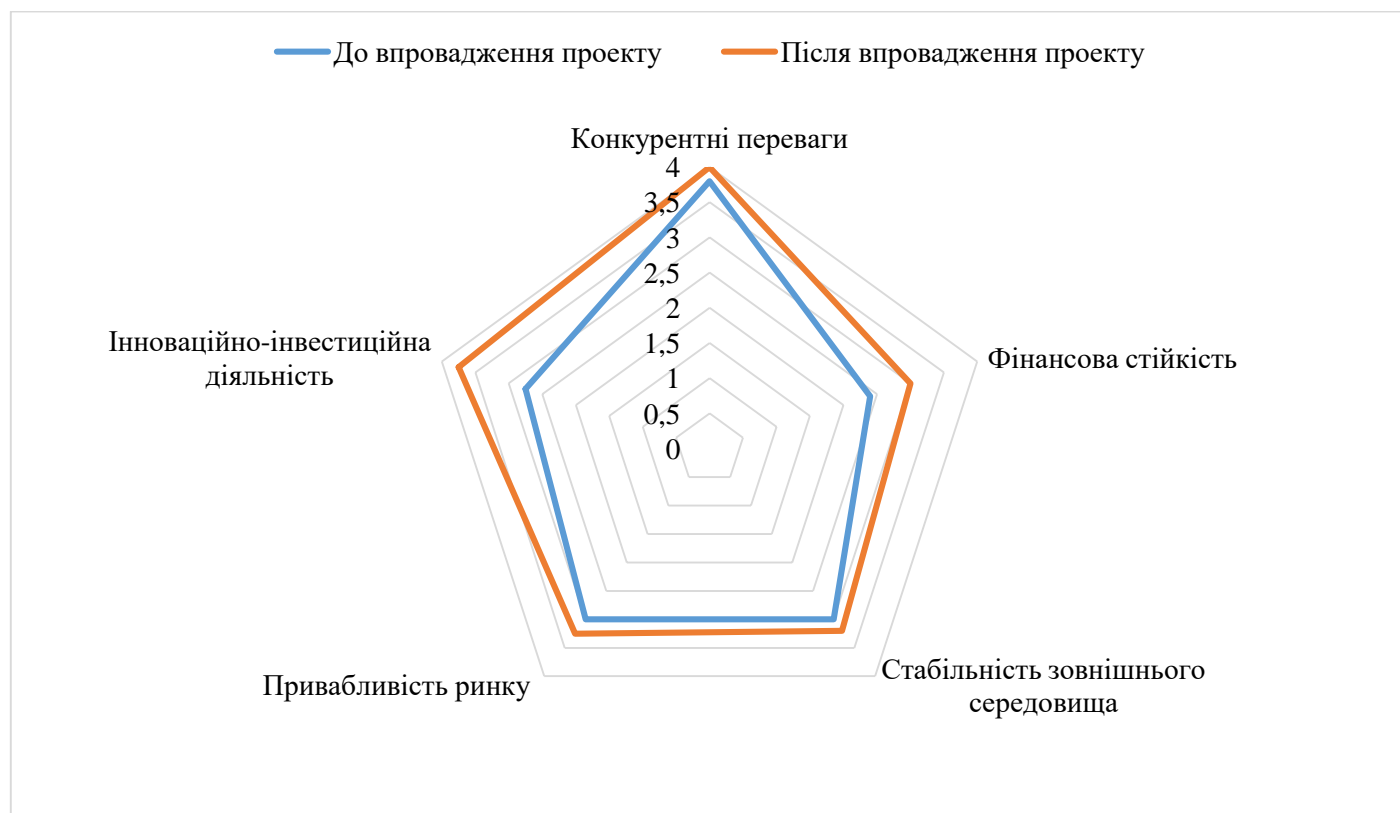 До впровадження проекту
Після впровадження проекту
Конкурентні переваги
4
3,5
3
2,5
2
1,5
1
0,5
0
Інноваційно-інвестиційна
діяльність
Фінансова стійкість
Привабливість ринку
Стабільність зовнішнього
середовища